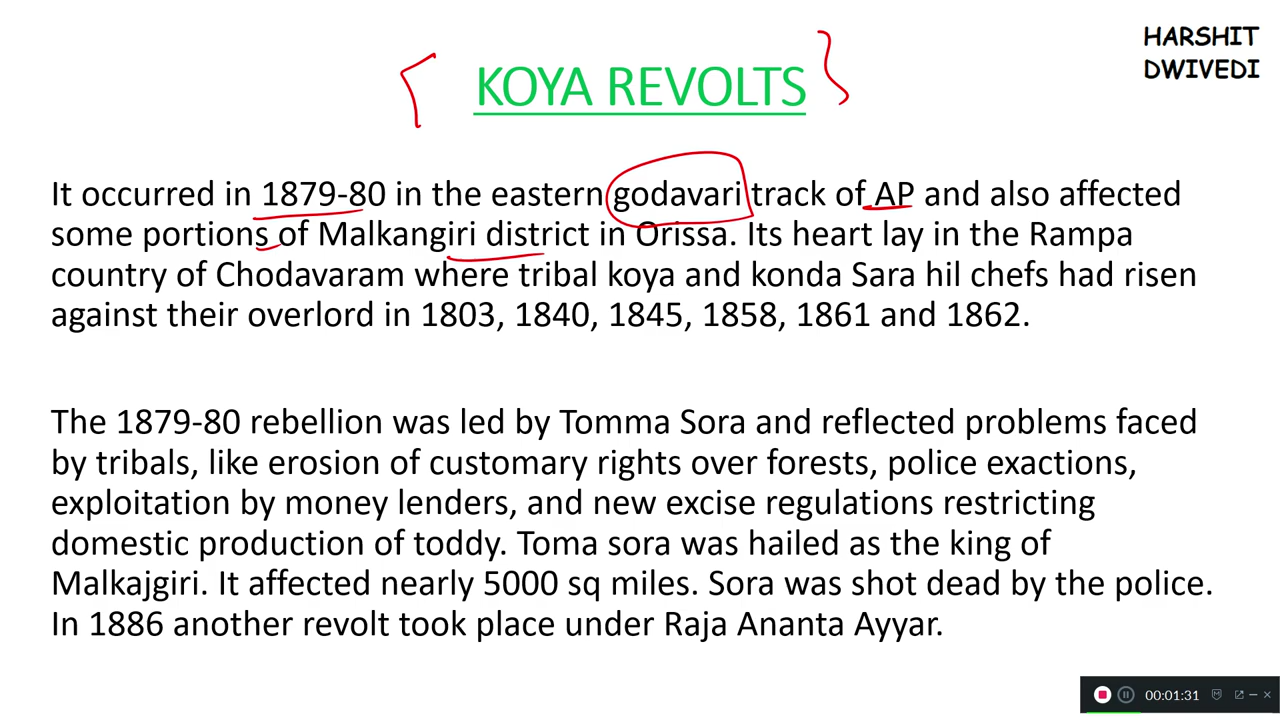 HARSHIT
DWIVEDI
KOYA REVOLTS
It occurred in 1879-80 in the eastern godavari track of AP and also affected
some portions of Malkangiri district in Orissa. Its heart lay in the Rampa
country of Chodavaram where tribal koya and konda Sara hil chefs had risen
against their overlord in 1803, 1840, 1845, 1858, 1861 and 1862.
The 1879-80 rebellion was led by Tomma Sora and reflected problems faced
by tribals, like erosion of customary rights over forests, police exactions,
exploitation by money lenders, and new excise regulations restricting
domestic production of toddy. Toma sora was hailed as the king of
Malkajgiri. It affected nearly 5000 sq miles. Sora was shot dead by the police.
In 1886 another revolt took place under Raja Ananta Ayyar.
00:01:31